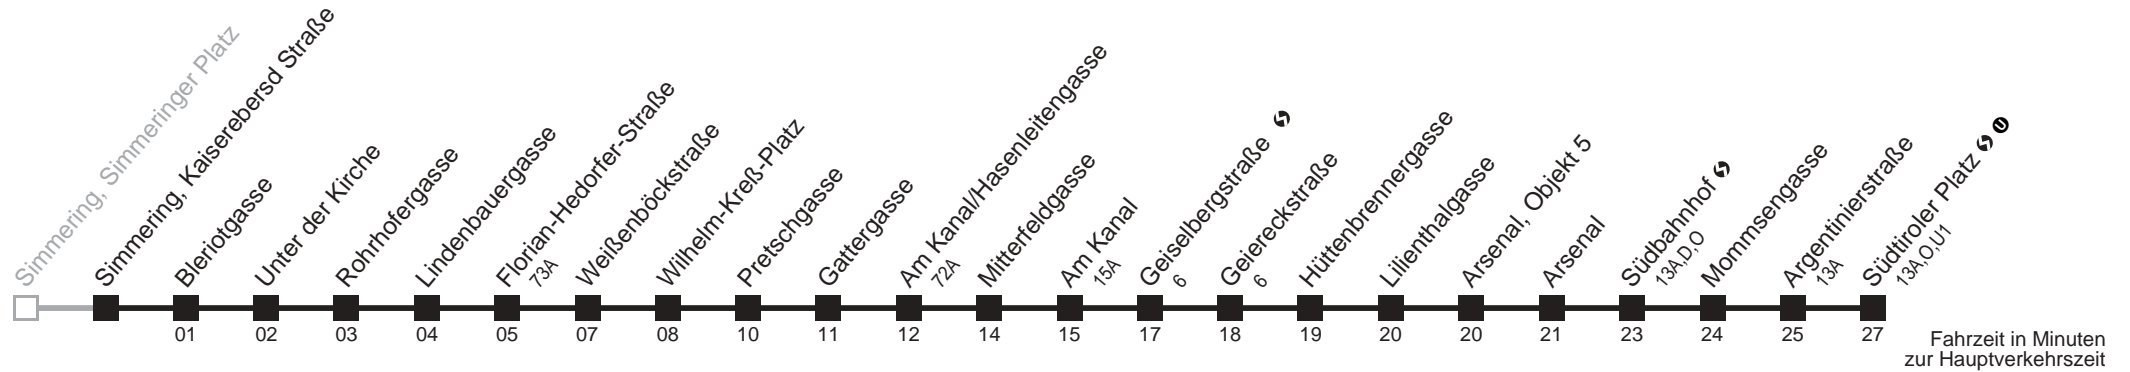 Simmering, Simmeringer Platz
Simmering, Kaiserebersd Straße
Bleriotgasse
01
Unter der Kirche
02
Rohrhofergasse
03
Lindenbauergasse
04
Florian-Hedorfer-Straße
73A
05
Weißenböckstraße
07
Wilhelm-Kreß-Platz
08
Pretschgasse
10
Gattergasse
11
Am Kanal/Hasenleitengasse
72A
12
Mitterfeldgasse
14
Am Kanal
15A
15
Geiselbergstraße
6
17
Geiereckstraße
6
18
Hüttenbrennergasse
19
Lilienthalgasse
20
Arsenal, Objekt 5
20
Arsenal
21
Südbahnhof
13A,D,O
23
Mommsengasse
24
Argentinierstraße
13A
25
Südtiroler Platz U
13A,O,U1
27
Fahrzeit in Minuten
zur Hauptverkehrszeit